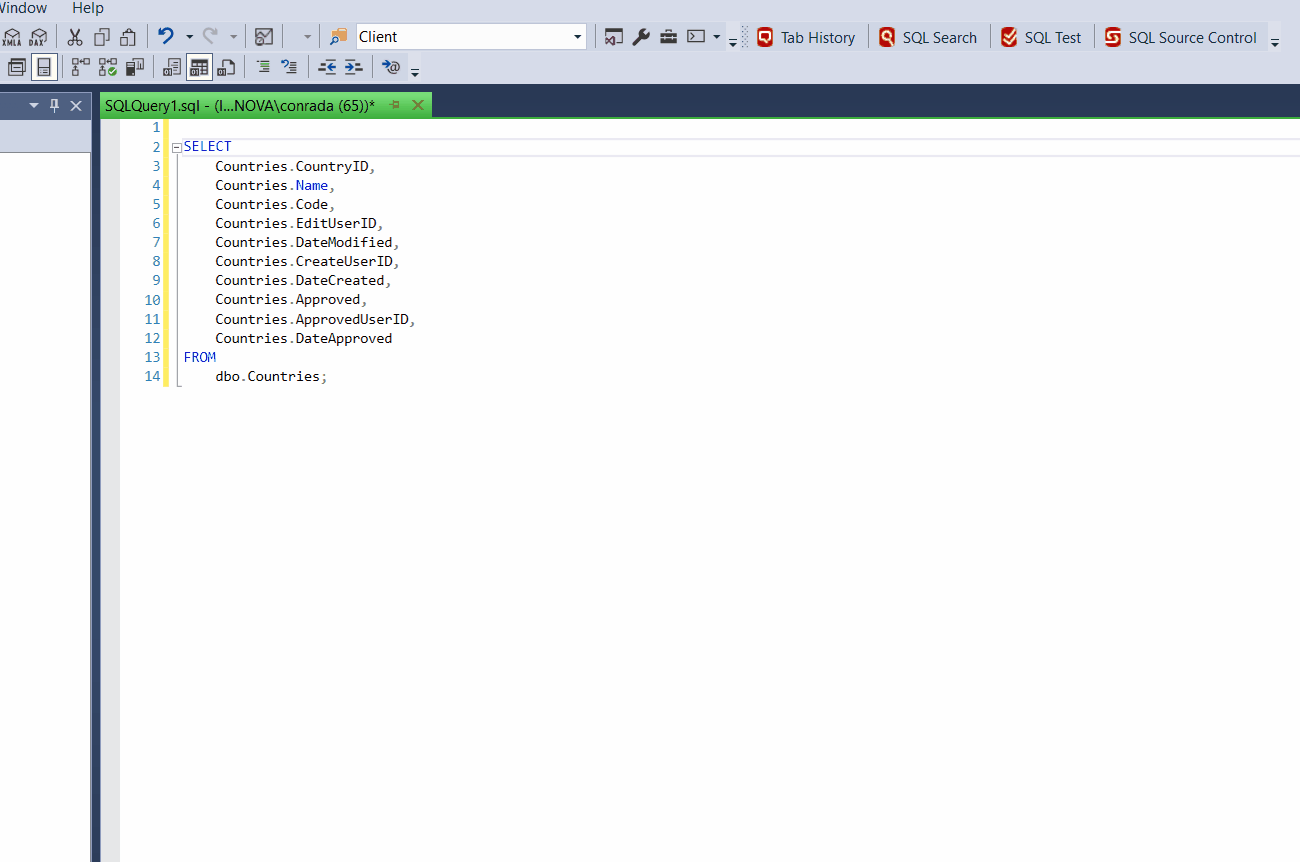 Window Help
XMLA DAX Client Tab History SQL Search SQL Test SQL Source Control
SQLQuery1.sql - (l...NOVA\conrada (65))*
1
2 SELECT
3 Countries.CountryID,
4 Countries.Name,
5 Countries.Code,
6 Countries.EditUserID,
7 Countries.DateModified,
8 Countries.CreateUserID,
9 Countries.DateCreated,
10 Countries.Approved,
11 Countries.ApprovedUserID,
12 Countries.DateApproved
13 FROM
14 dbo.Countries;